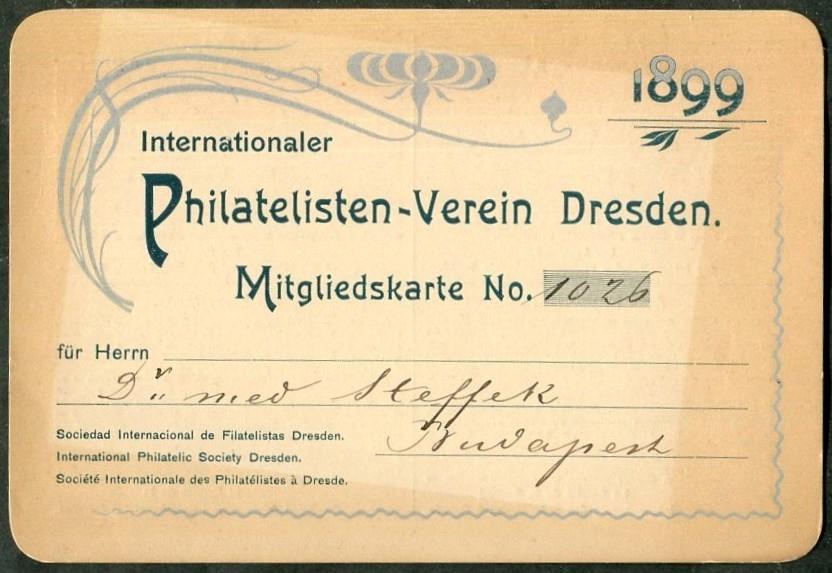 1899
Internationaler
Philatelisten-Verein Dresden.
Mitgliedskarte No. 1026
für Herrn
Dr. med Steffek
Budapest
Sociedad Internacional de Filatelistas Dresden.
International Philatelic Society Dresden.
Société Internationale des Philatélistes à Dresde.